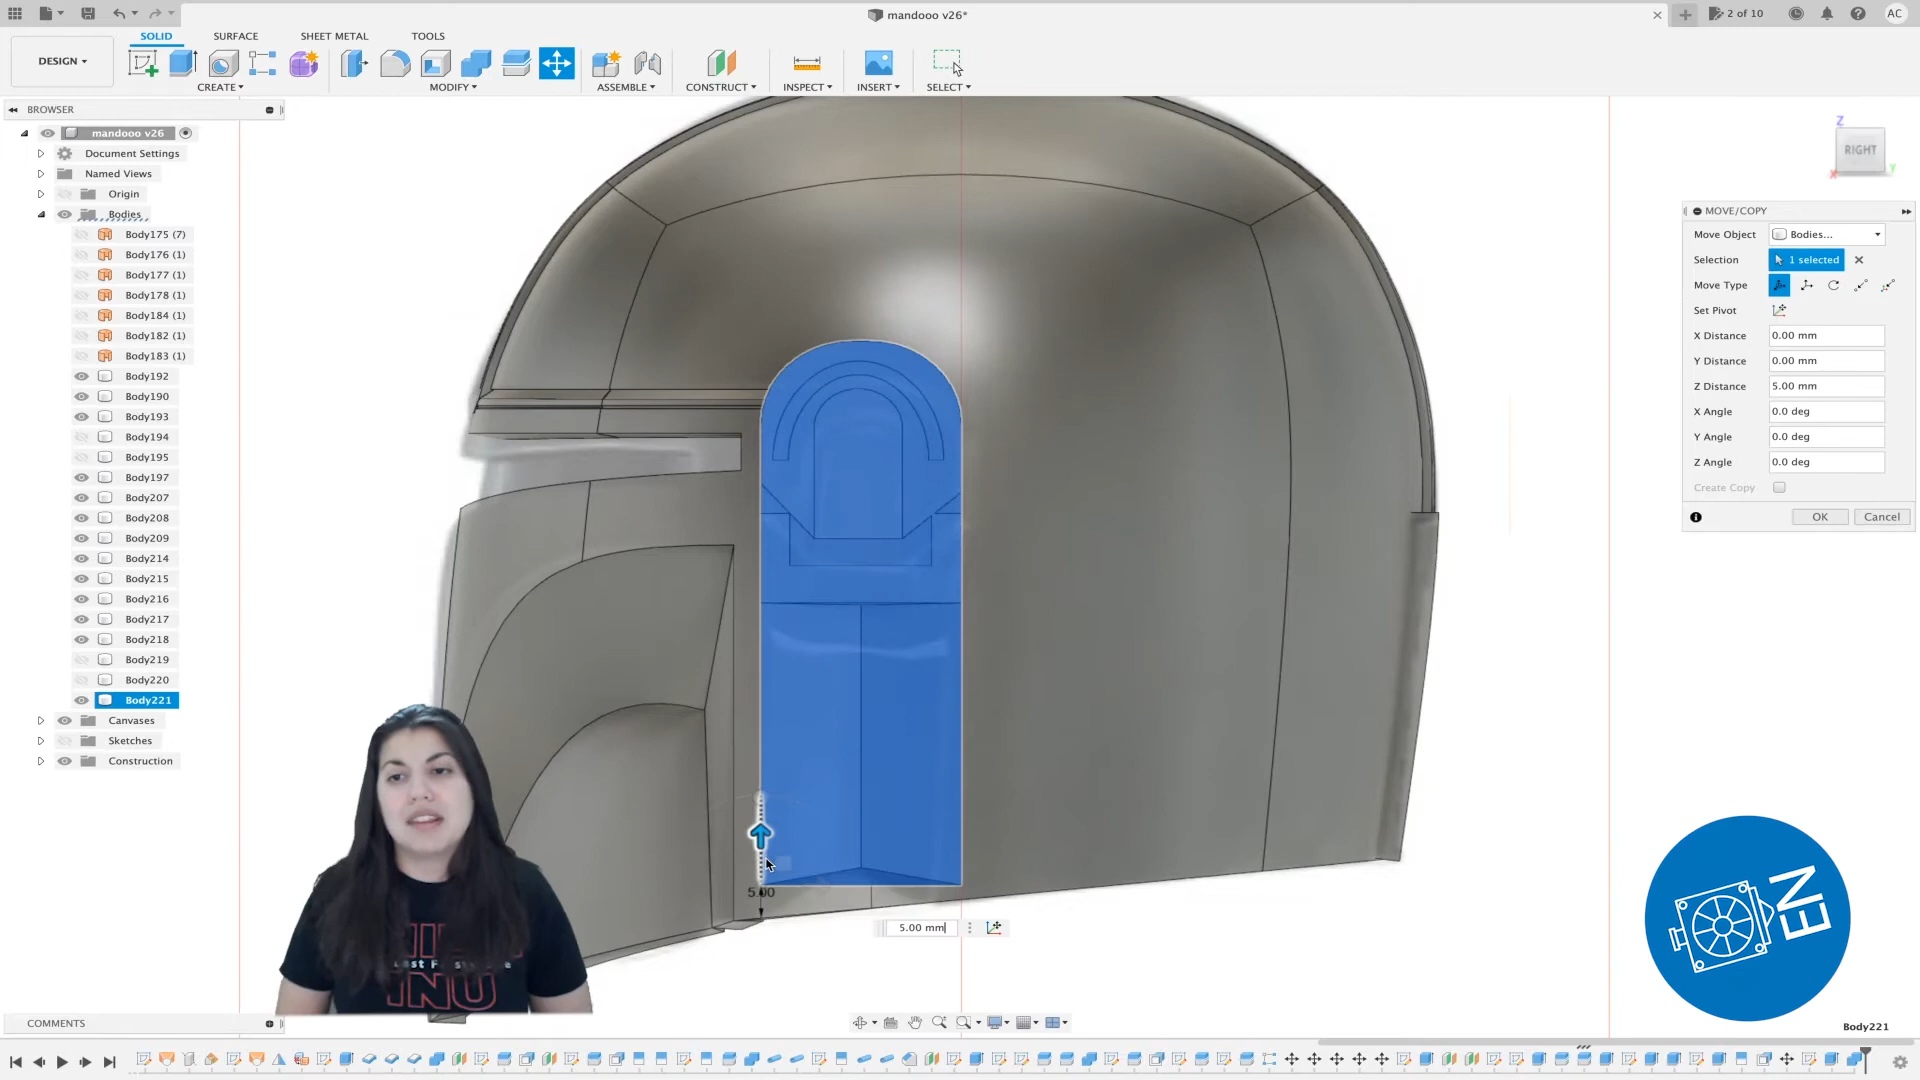 mandooo v26*
2 of 10
AC
DESIGN
SOLID
SURFACE
SHEET METAL
TOOLS
CREATE
MODIFY
ASSEMBLE
CONSTRUCT
INSPECT
INSERT
SELECT
BROWSER
mandooo v26
Document Settings
Named Views
Origin
Bodies
Body175 (7)
Body176 (1)
Body177 (1)
Body178 (1)
Body184 (1)
Body182 (1)
Body183 (1)
Body192
Body190
Body193
Body194
Body195
Body197
Body207
Body208
Body209
Body214
Body215
Body216
Body217
Body218
Body219
Body220
Body221
Canvases
Sketches
Construction
Z
RIGHT
X
Y
MOVE/COPY
Move Object Bodies...
Selection 1 selected
Move Type
Set Pivot
X Distance 0.00 mm
Y Distance 0.00 mm
Z Distance 5.00 mm
X Angle 0.0 deg
Y Angle 0.0 deg
Z Angle 0.0 deg
Create Copy
OK Cancel
5.00
5.00 mm
INU
EN
COMMENTS
Body221